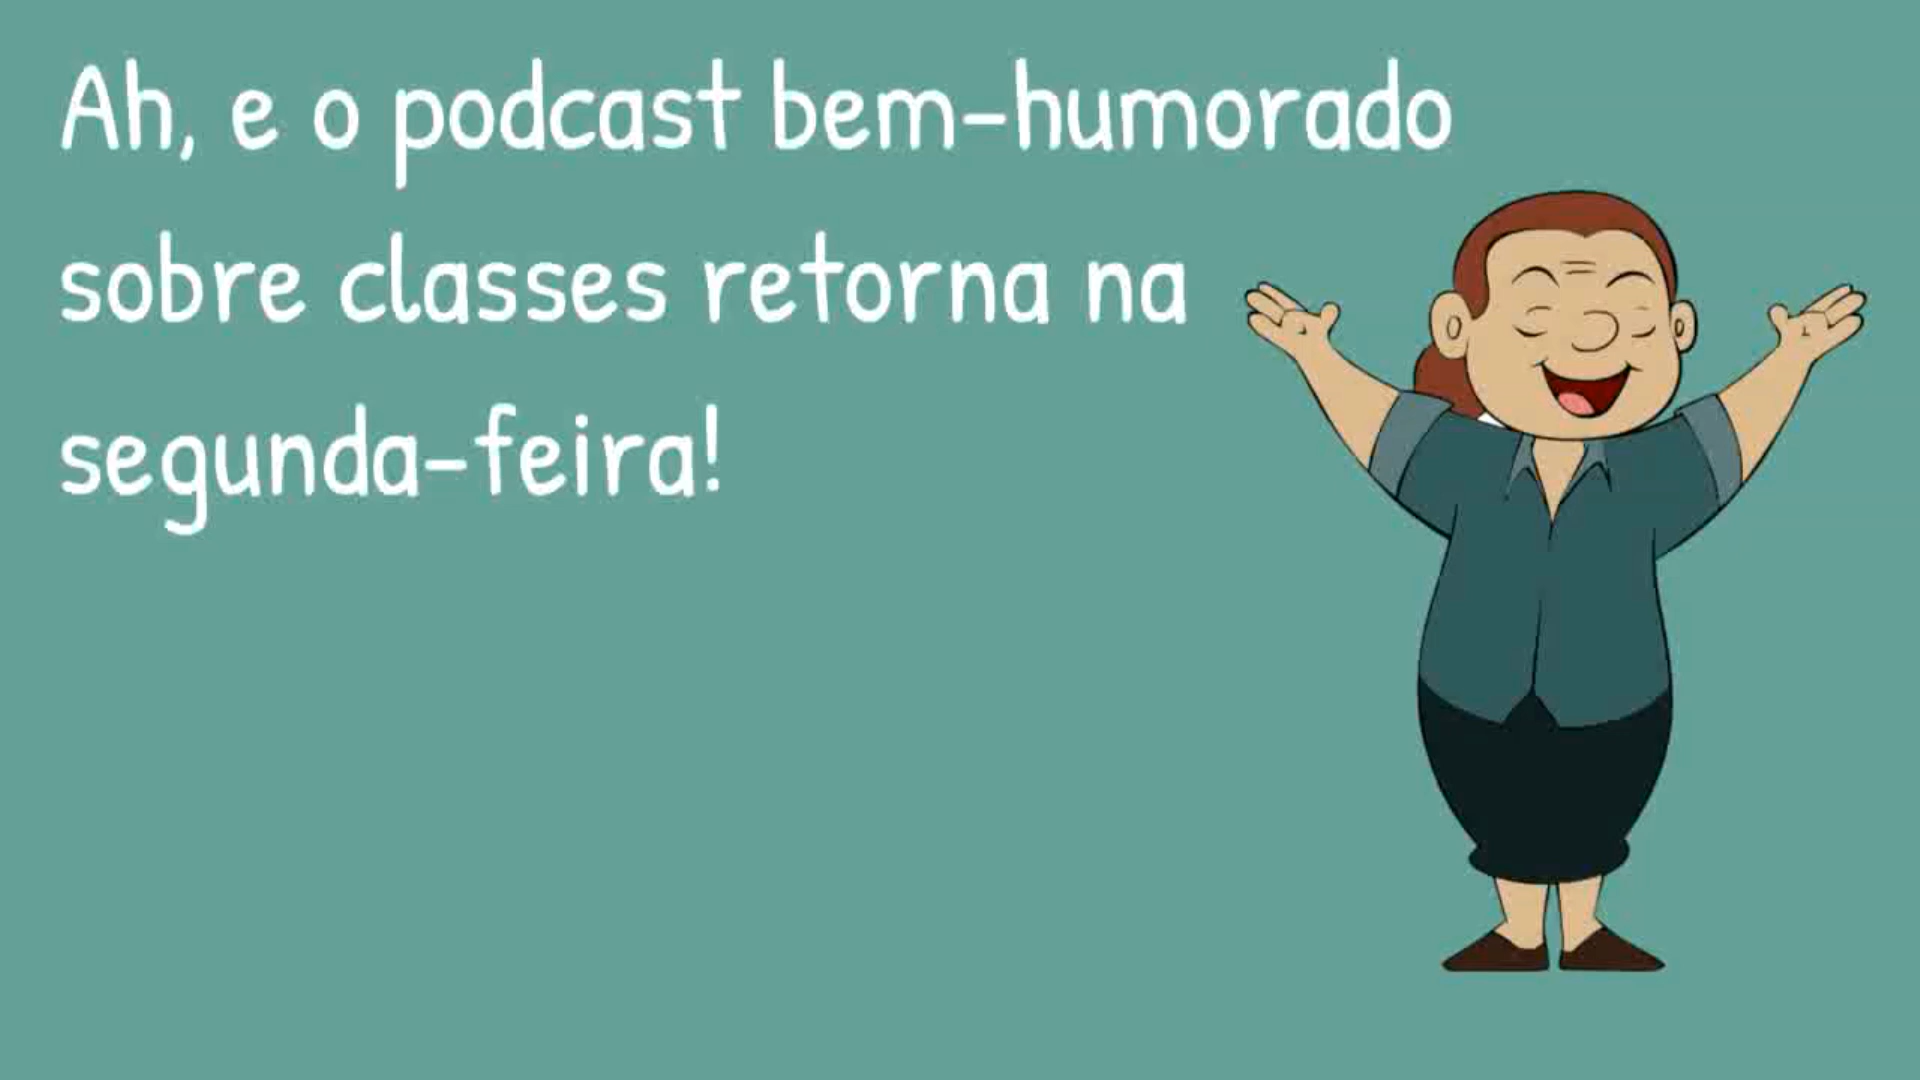 Ah, e o podcast bem-humorado
sobre classes retorna na
segunda-feira!